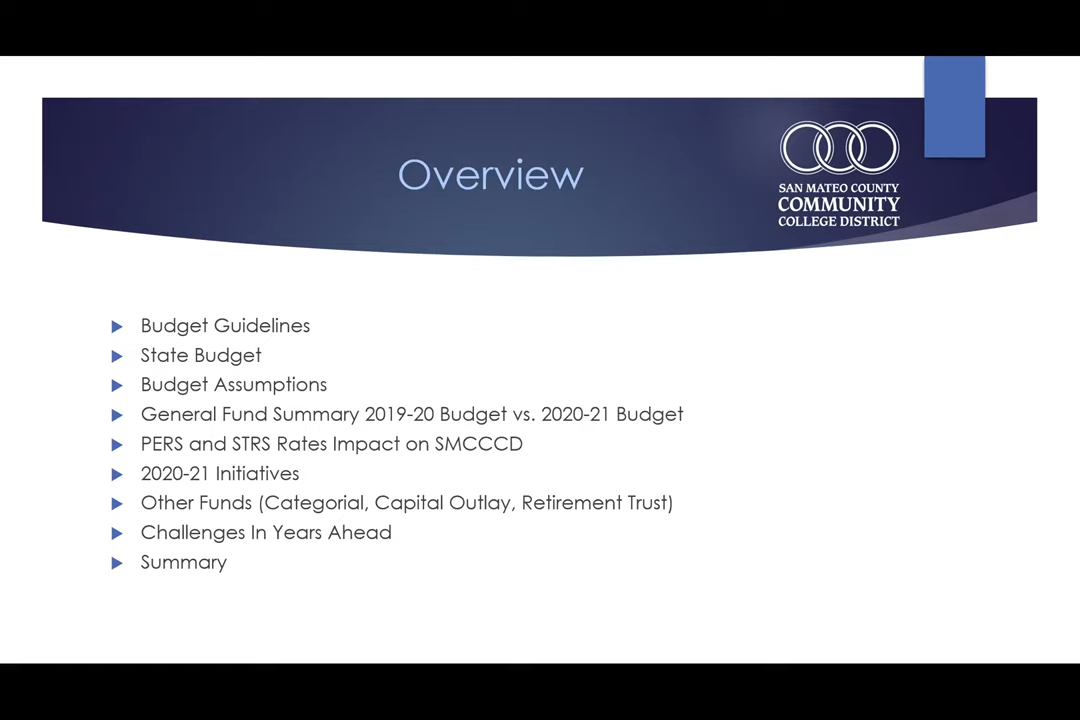 Overview
SAN MATEO COUNTY
COMMUNITY
COLLEGE DISTRICT
Budget Guidelines
State Budget
Budget Assumptions
General Fund Summary 2019-20 Budget vs. 2020-21 Budget
PERS and STRS Rates Impact on SMCCCD
2020-21 Initiatives
Other Funds (Categorial, Capital Outlay, Retirement Trust)
Challenges In Years Ahead
Summary